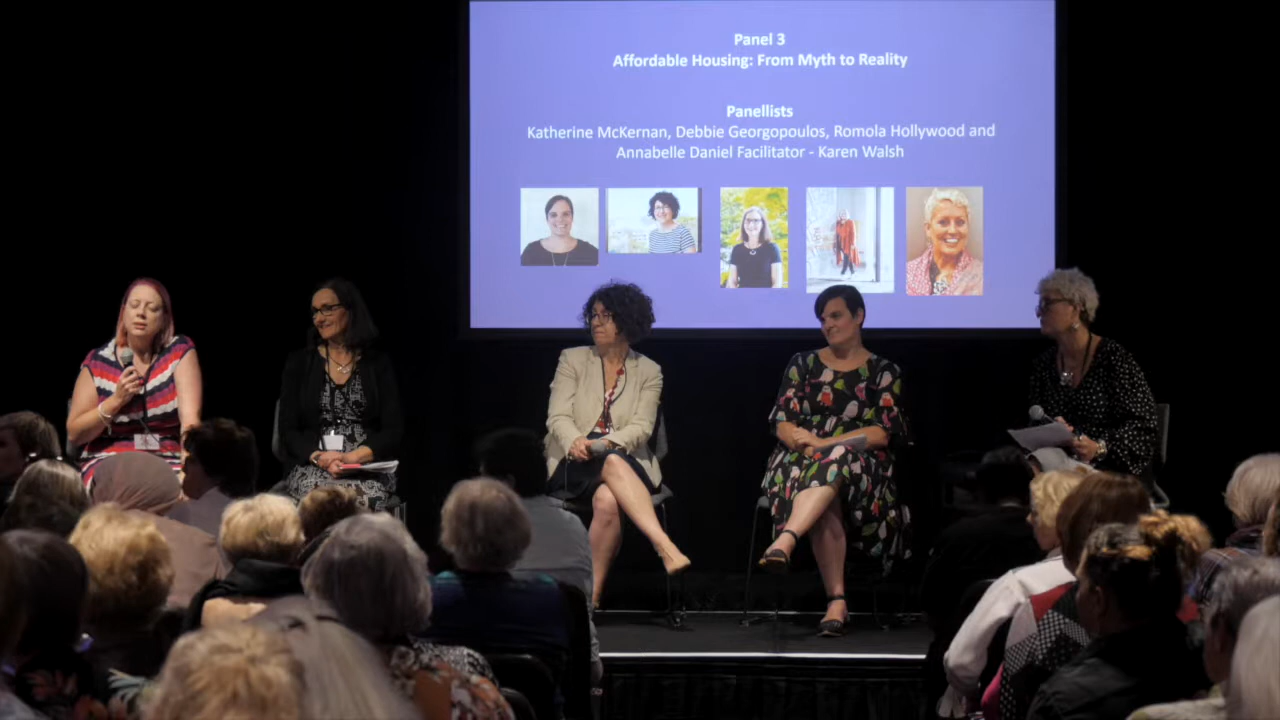 Panel 3
Affordable Housing: From Myth to Reality
Panellists
Katherine McKernan, Debbie Georgopoulos, Romola Hollywood and
Annabelle Daniel Facilitator - Karen Walsh